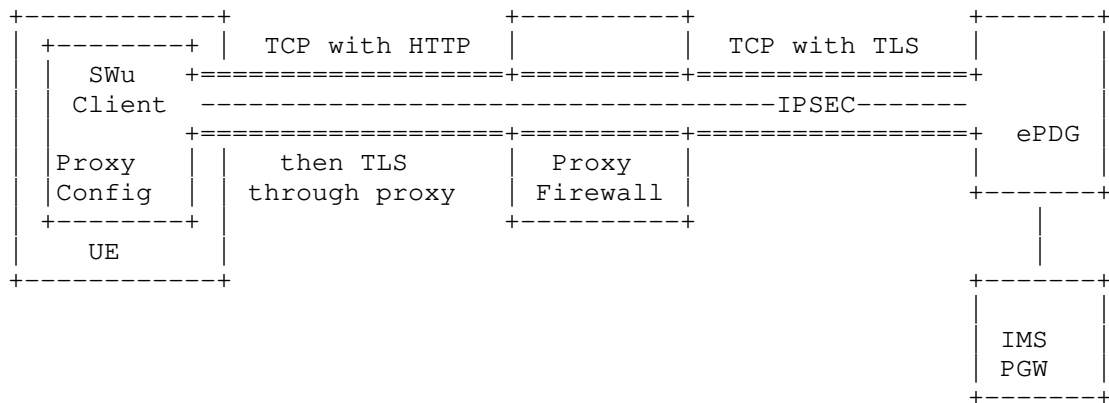 TCP with HTTP TCP with TLS
SWu
Client IPSEC
ePDG
Proxy then TLS Proxy
Config through proxy Firewall
UE
IMS
PGW